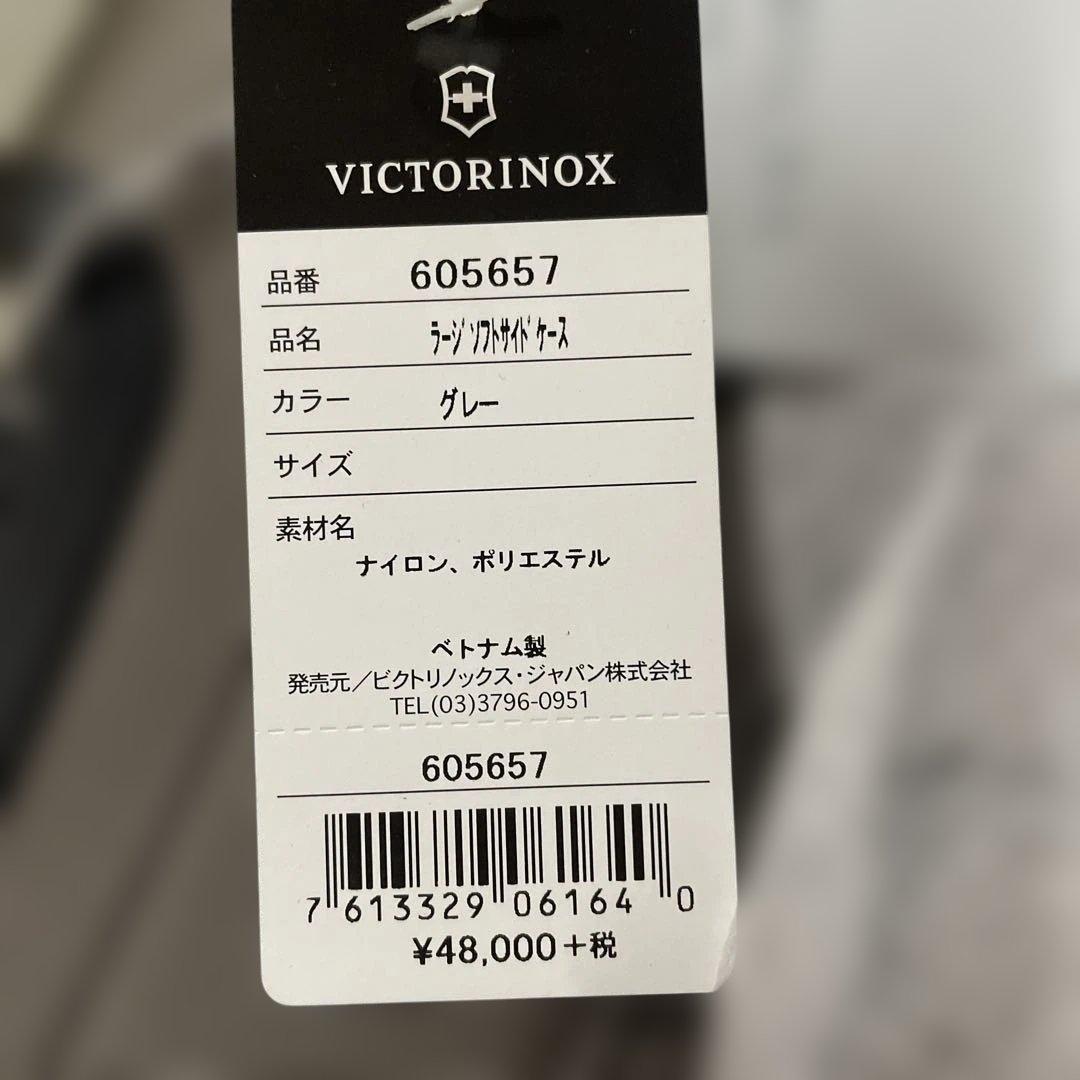 VICTORINOX
品番 605657
品名 ラージ ソフトサイド ケース
カラー グレー
サイズ
素材名
ナイロン、ポリエステル
ベトナム製
発売元／ビクトリノックス・ジャパン株式会社
TEL(03)3796-0951
605657
7 613329 06164 0
¥48,000+税